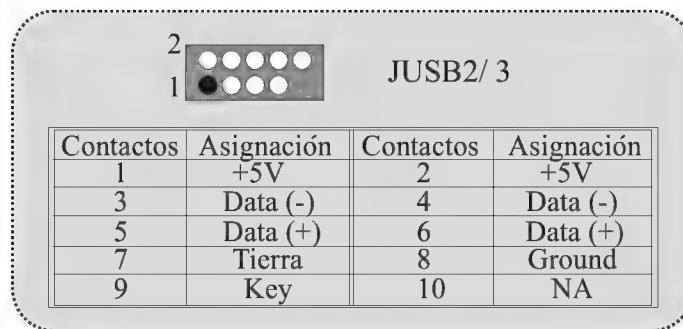 2
1
JUSB2/ 3
Contactos Asignación Contactos Asignación
1 +5V 2 +5V
3 Data (-) 4 Data (-)
5 Data (+) 6 Data (+)
7 Tierra 8 Ground
9 Key 10 NA